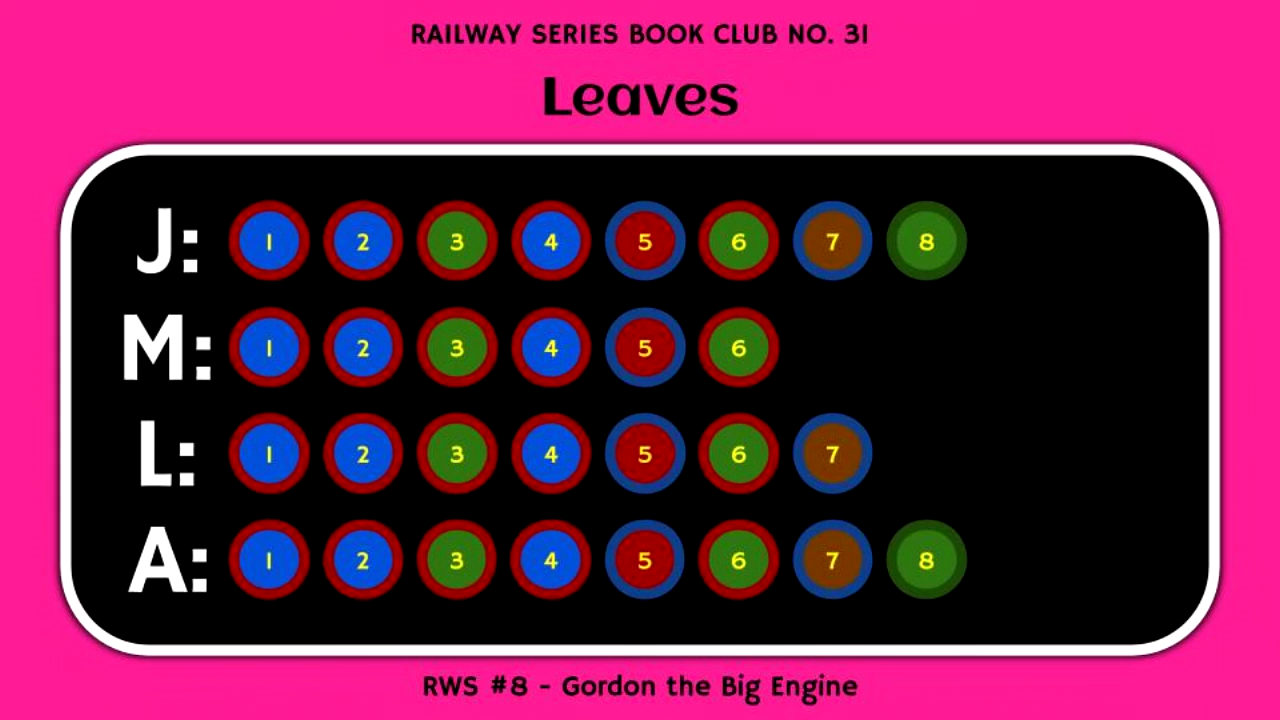 RAILWAY SERIES BOOK CLUB NO. 31
Leaves
J: 1 2 3 4 5 6 7 8
M: 1 2 3 4 5 6
L: 1 2 3 4 5 6 7
A: 1 2 3 4 5 6 7 8
RWS #8 - Gordon the Big Engine